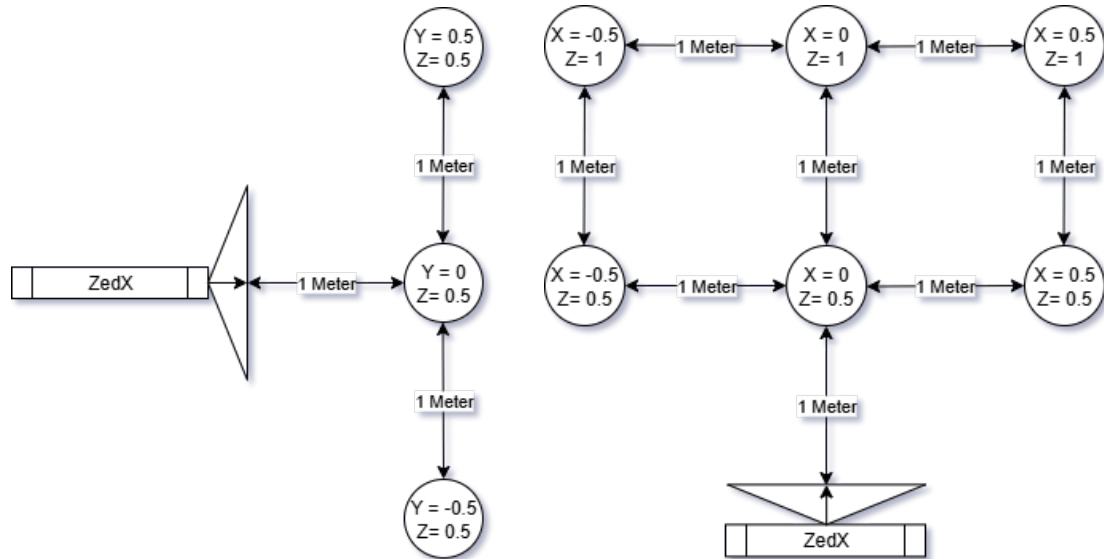 Y = 0.5
Z= 0.5
1 Meter
ZedX
1 Meter
Y = 0
Z= 0.5
1 Meter
Y = -0.5
Z= 0.5
X = -0.5
Z= 1
1 Meter
X = 0
Z= 1
1 Meter
X = 0.5
Z= 1
1 Meter
1 Meter
1 Meter
X = -0.5
Z= 0.5
1 Meter
X = 0
Z= 0.5
1 Meter
X = 0.5
Z= 0.5
1 Meter
ZedX